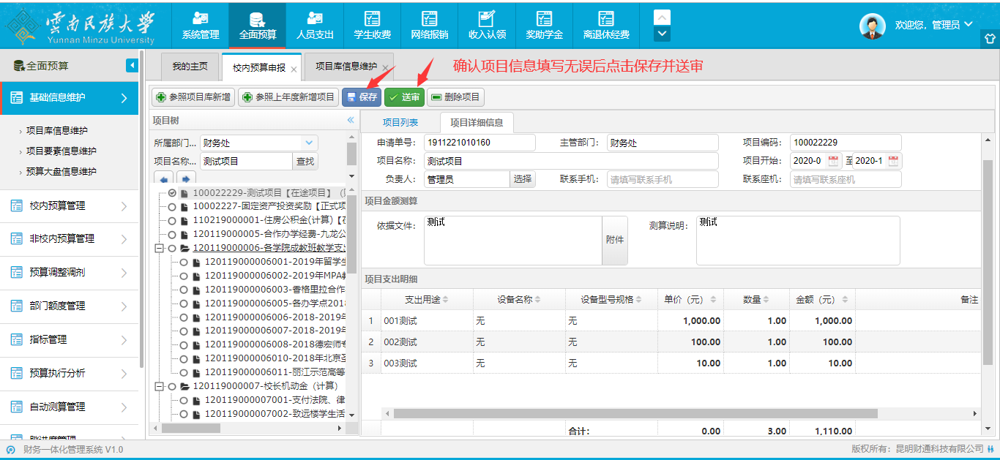 雲南民族大學
Yunnan Minzu University
系统管理
全面预算
人员支出
学生收费
网络报销
收入认领
奖助学金
离退休经费
欢迎您, 管理员
全面预算
基础信息维护
项目库信息维护
项目要素信息维护
预算大盘信息维护
校内预算管理
非校内预算管理
预算调整调剂
部门额度管理
指标管理
预算执行分析
自动测算管理
我的主页
校内预算申报
项目库信息维护
确认项目信息填写无误后点击保存并送审
参照项目库新增
参照上年度新增项目
保存
送审
删除项目
项目树
所属部门... 财务处
项目名称... 测试项目 查找
100022229-测试项目【在途项目】
10002227-固定资产投资奖励【正式项
110219000001-住房公积金(计算)【在
120119000005-合作办学经费-九龙公
120119000006-各学院成教班教学支出
120119000006001-2019年留学生
120119000006002-2019年MPA教
120119000006003-香格里拉合作
120119000006005-各办学点2018
120119000006006-2018-2019年
120119000006007-2018-2019年
120119000006008-2018德宏师专
120119000006010-2018年北京圣
120119000006011-丽江示范高等
120119000007-校长机动金（计算）
120119000007001-支付法院、律
120119000007002-致远楼学生活
项目列表
项目详细信息
申请单号: 1911221010160 主管部门: 财务处 项目编码: 100022229
项目名称: 测试项目 项目开始: 2020-0 至 2020-1
负责人: 管理员 选择 联系手机: 请填写联系手机 联系座机: 请填写联系座机
项目金额测算
依据文件: 测试 附件 测算说明: 测试
项目支出明细
支出用途 设备名称 设备型号规格 单价（元） 数量 金额（元） 备注
1 001测试 无 无 1,000.00 1.00 1,000.00
2 002测试 无 无 100.00 1.00 100.00
3 003测试 无 无 10.00 1.00 10.00
合计: 0.00 3.00 1,110.00
财务一体化管理系统 V1.0
版权所有: 昆明财通科技有限公司